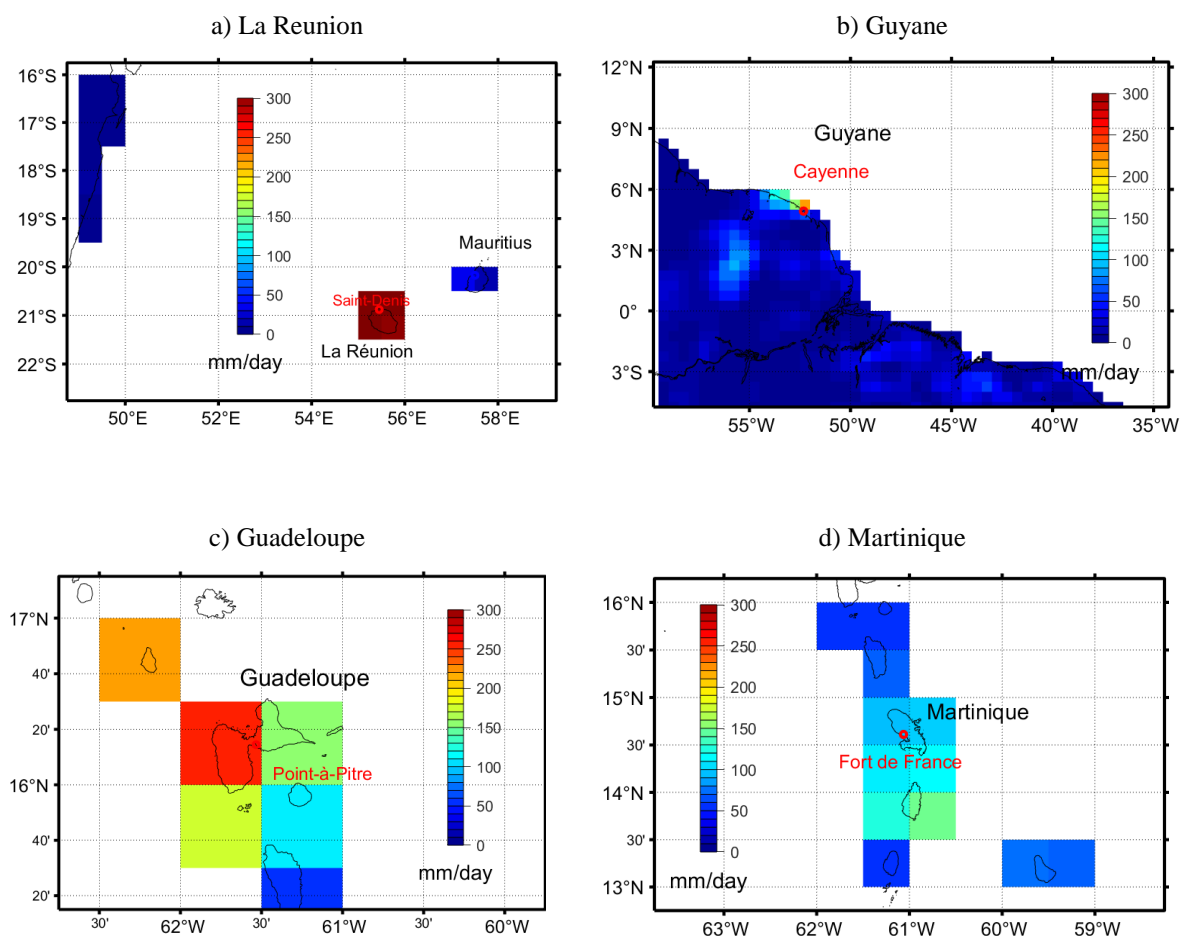 a) La Reunion
16°S
17°S
18°S
19°S
20°S
21°S
22°S
50°E
52°E
54°E
56°E
58°E
300
250
200
150
100
50
0
mm/day
Mauritius
Saint-Denis
La Réunion
b) Guyane
12°N
9°N
6°N
3°N
0°
3°S
55°W
50°W
45°W
40°W
35°W
300
250
200
150
100
50
0
mm/day
Guyane
Cayenne
c) Guadeloupe
17°N
40'
20'
16°N
40'
20'
30'
62°W
30'
61°W
30'
60°W
300
250
200
150
100
50
0
mm/day
Guadeloupe
Point-à-Pitre
d) Martinique
16°N
30'
15°N
30'
14°N
30'
13°N
63°W
62°W
61°W
60°W
59°W
300
250
200
150
100
50
0
mm/day
Martinique
Fort de France